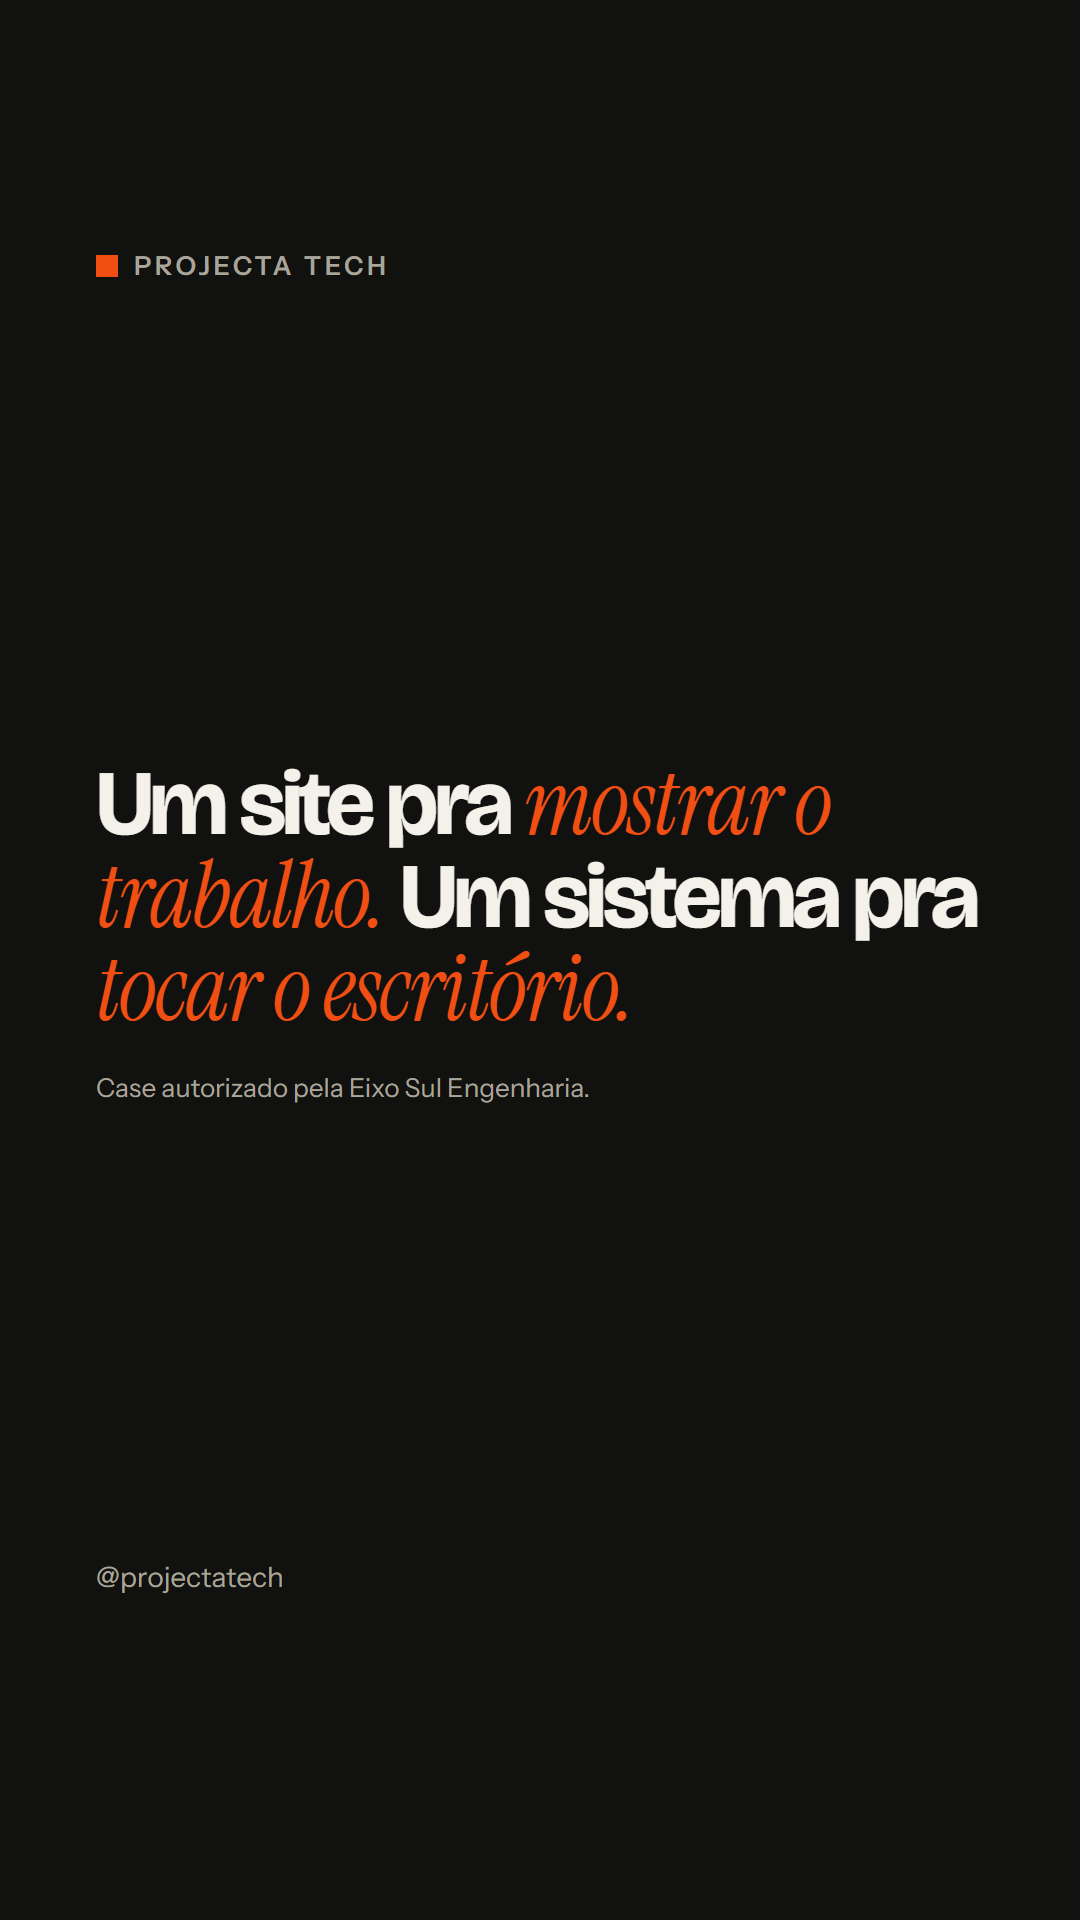 PROJECTA TECH
Um site pra mostrar o
trabalho. Um sistema pra
tocar o escritório.
Case autorizado pela Eixo Sul Engenharia.
@projectatech